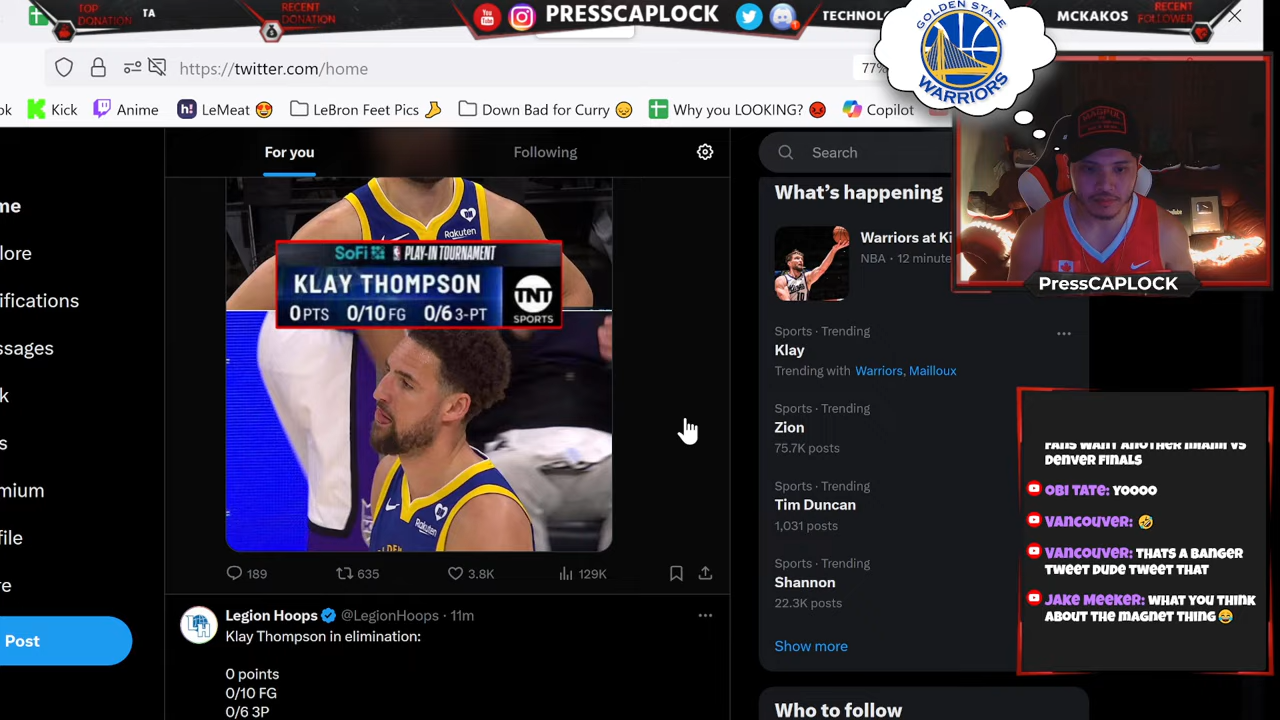 TOP
DONATION
TA
RECENT
DONATION
PRESSCAPLOCK
MCKAKOS
RECENT
FOLLOWER
https://twitter.com/home
77%
GOLDEN STATE
WARRIORS
Kick
Anime
h! LeMeat 🤩
LeBron Feet Pics 🦶
Down Bad for Curry 😔
Why you LOOKING? 😡
Copilot
For you
Following
Search
What's happening
Warriors at Ki
NBA · 12 minute
Sports · Trending
Klay
Trending with Warriors, Mailloux
Sports · Trending
Zion
75.7K posts
Sports · Trending
Tim Duncan
1,031 posts
Sports · Trending
Shannon
22.3K posts
Show more
Who to follow
me
lore
ifications
ssages
k
s
mium
file
re
Post
Rakuten
SoFi PLAY-IN TOURNAMENT
KLAY THOMPSON
0 PTS 0/10 FG 0/6 3-PT
TNT
SPORTS
Rakuten
189
635
3.8K
129K
Legion Hoops @LegionHoops · 11m
Klay Thompson in elimination:
0 points
0/10 FG
0/6 3P
MAGPUL
PressCAPLOCK
FANS WANT ANOTHER MIAMI VS
DENVER FINALS
OBI TATE: YOOOO
VANCOUVER: 🤣
VANCOUVER: THATS A BANGER
TWEET DUDE TWEET THAT
JAKE MEEKER: WHAT YOU THINK
ABOUT THE MAGNET THING 😂